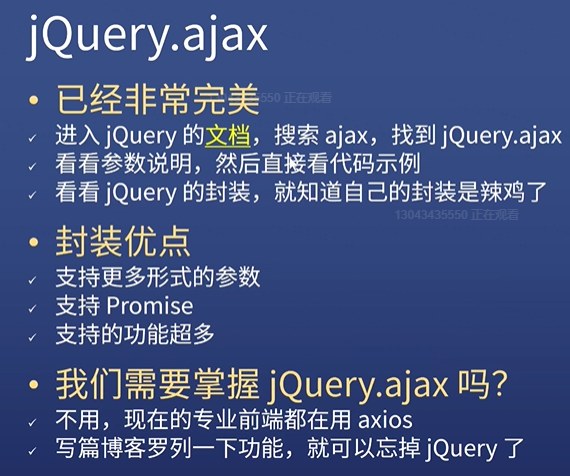 jQuery.ajax
• 已经非常完美
13043435550 正在观看
✓ 进入 jQuery 的文档，搜索 ajax，找到 jQuery.ajax
✓ 看看参数说明，然后直接看代码示例
✓ 看看 jQuery 的封装，就知道自己的封装是辣鸡了
13043435550 正在观看
• 封装优点
✓ 支持更多形式的参数
✓ 支持 Promise
✓ 支持的功能超多
• 我们需要掌握 jQuery.ajax 吗？
✓ 不用，现在的专业前端都在用 axios
✓ 写篇博客罗列一下功能，就可以忘掉 jQuery 了